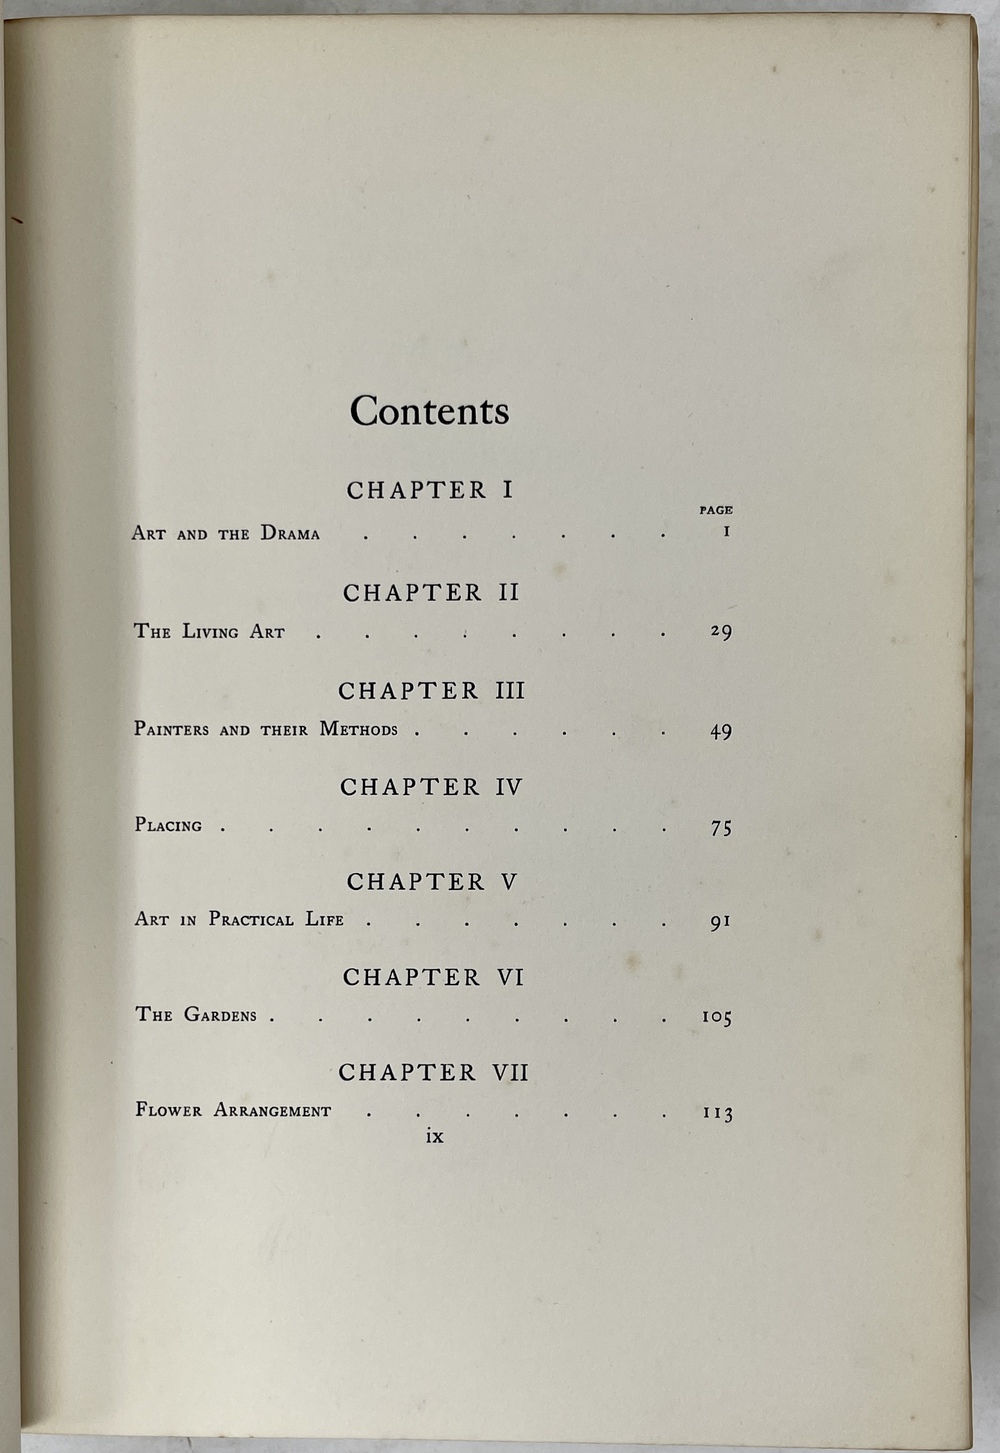 Contents
CHAPTER I
PAGE
Art and the Drama . . . . . . . 1
CHAPTER II
The Living Art . . . . . . . . 29
CHAPTER III
Painters and their Methods . . . . . . 49
CHAPTER IV
Placing . . . . . . . . . . 75
CHAPTER V
Art in Practical Life . . . . . . . 91
CHAPTER VI
The Gardens . . . . . . . . . 105
CHAPTER VII
Flower Arrangement . . . . . . . 113
ix